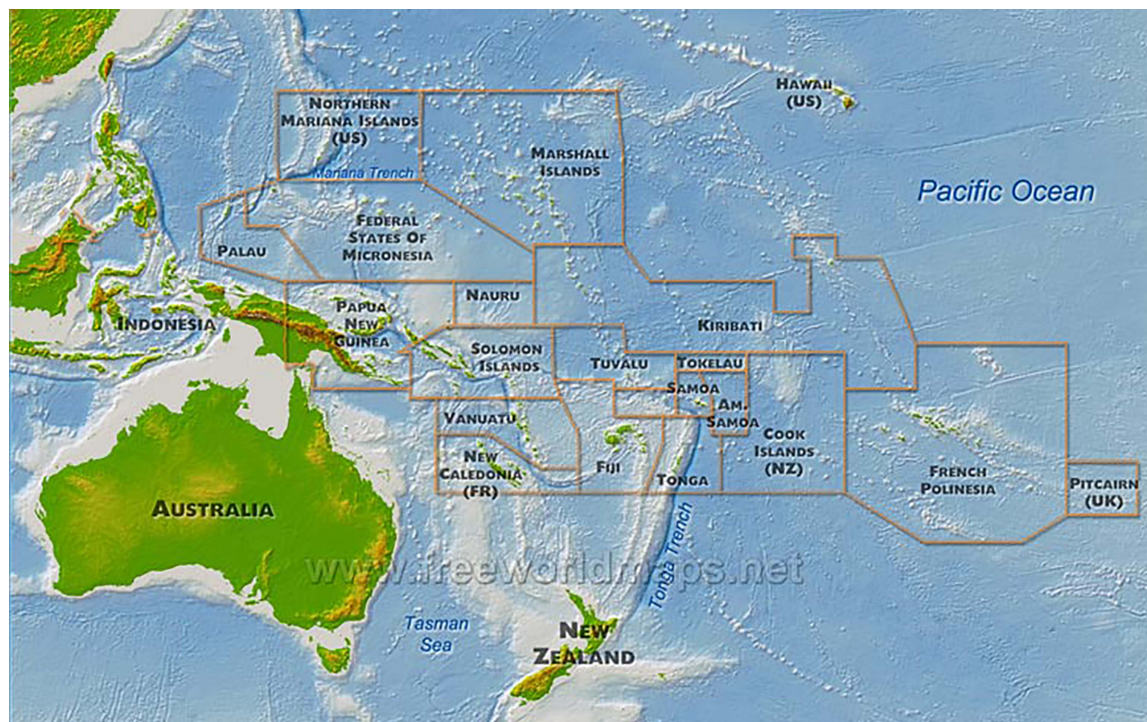 HAWAII
(US)
NORTHERN
MARIANA ISLANDS
(US)
Mariana Trench
MARSHALL
ISLANDS
Pacific Ocean
FEDERAL
STATES OF
MICRONESIA
PALAU
NAURU
PAPUA
NEW
GUINEA
INDONESIA
KIRIBATI
SOLOMON
ISLANDS
TUVALU
TOKELAU
SAMOA
AM.
SAMOA
VANUATU
COOK
ISLANDS
(NZ)
NEW
CALEDONIA
(FR)
FIJI
TONGA
FRENCH
POLINESIA
PITCAIRN
(UK)
AUSTRALIA
Tonga Trench
www.freeworldmaps.net
Tasman
Sea
NEW
ZEALAND